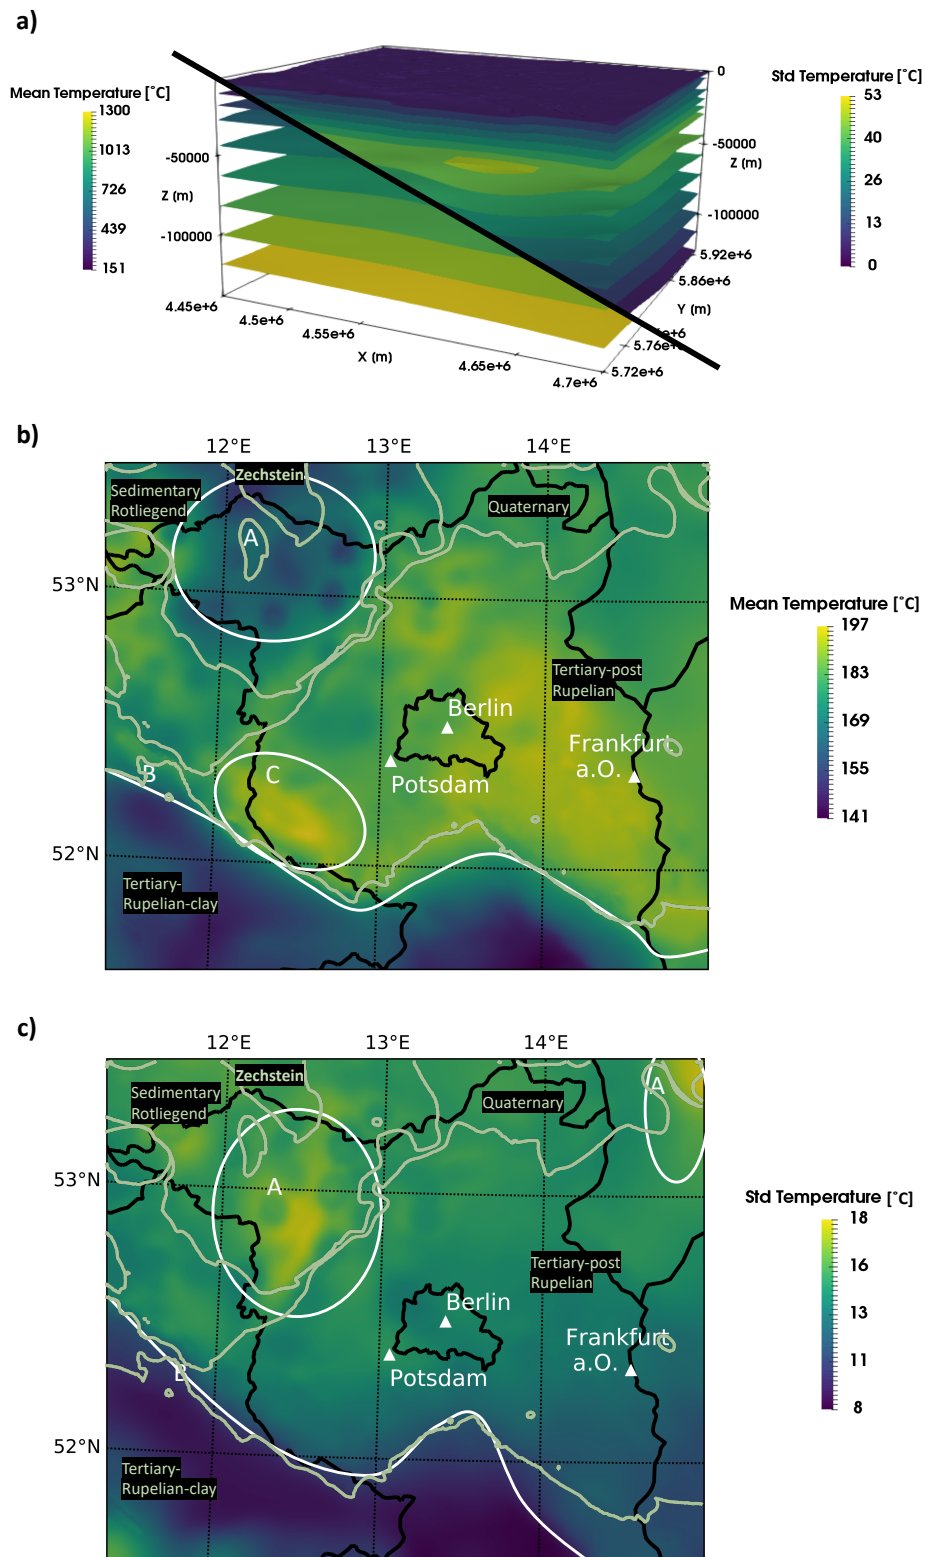 a)
Mean Temperature [˚C]
1300
1013
726
439
151
-50000
Z (m)
-100000
4.45e+6
4.5e+6
4.55e+6
X (m)
4.65e+6
4.7e+6
0
-50000
Z (m)
-100000
5.92e+6
5.86e+6
Y (m)
5.76e+6
5.72e+6
Std Temperature [˚C]
53
40
26
13
0
b)
12°E
13°E
14°E
53°N
52°N
Zechstein
Sedimentary
Rotliegend
Quaternary
A
Tertiary-post
Rupelian
Berlin
Frankfurt
a.O.
Potsdam
B
C
Tertiary-
Rupelian-clay
Mean Temperature [˚C]
197
183
169
155
141
c)
12°E
13°E
14°E
53°N
52°N
Zechstein
A
Sedimentary
Rotliegend
Quaternary
A
Tertiary-post
Rupelian
Berlin
Frankfurt
a.O.
Potsdam
B
Tertiary-
Rupelian-clay
Std Temperature [˚C]
18
16
13
11
8